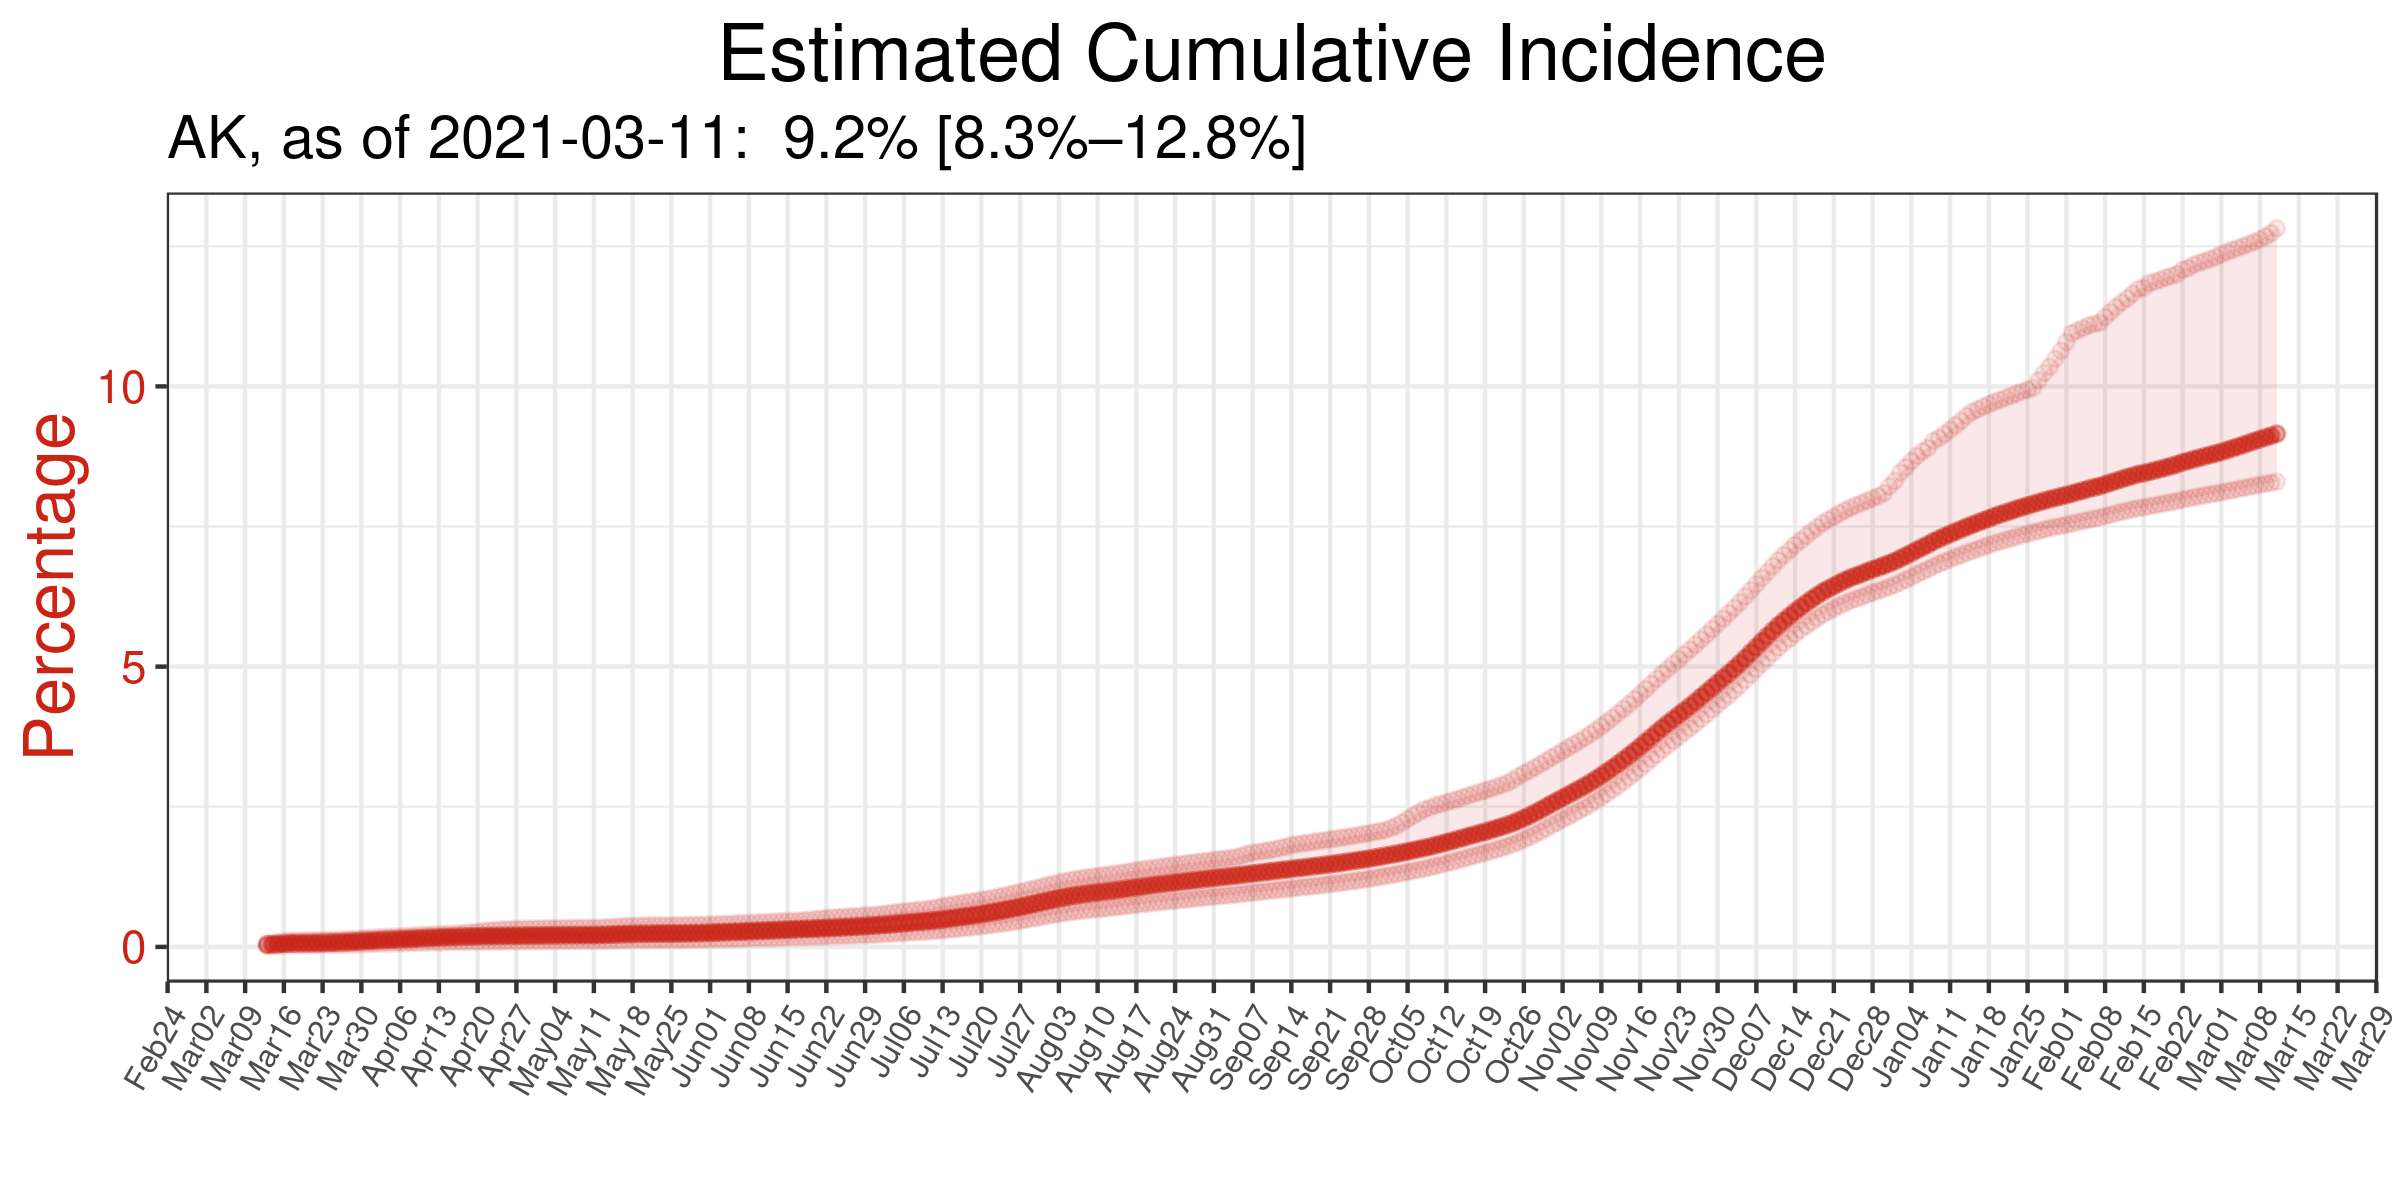 Estimated Cumulative Incidence
AK, as of 2021-03-11:  9.2% [8.3%–12.8%]
Percentage
10
5
0
Feb24
Mar02
Mar09
Mar16
Mar23
Mar30
Apr06
Apr13
Apr20
Apr27
May04
May11
May18
May25
Jun01
Jun08
Jun15
Jun22
Jun29
Jul06
Jul13
Jul20
Jul27
Aug03
Aug10
Aug17
Aug24
Aug31
Sep07
Sep14
Sep21
Sep28
Oct05
Oct12
Oct19
Oct26
Nov02
Nov09
Nov16
Nov23
Nov30
Dec07
Dec14
Dec21
Dec28
Jan04
Jan11
Jan18
Jan25
Feb01
Feb08
Feb15
Feb22
Mar01
Mar08
Mar15
Mar22
Mar29